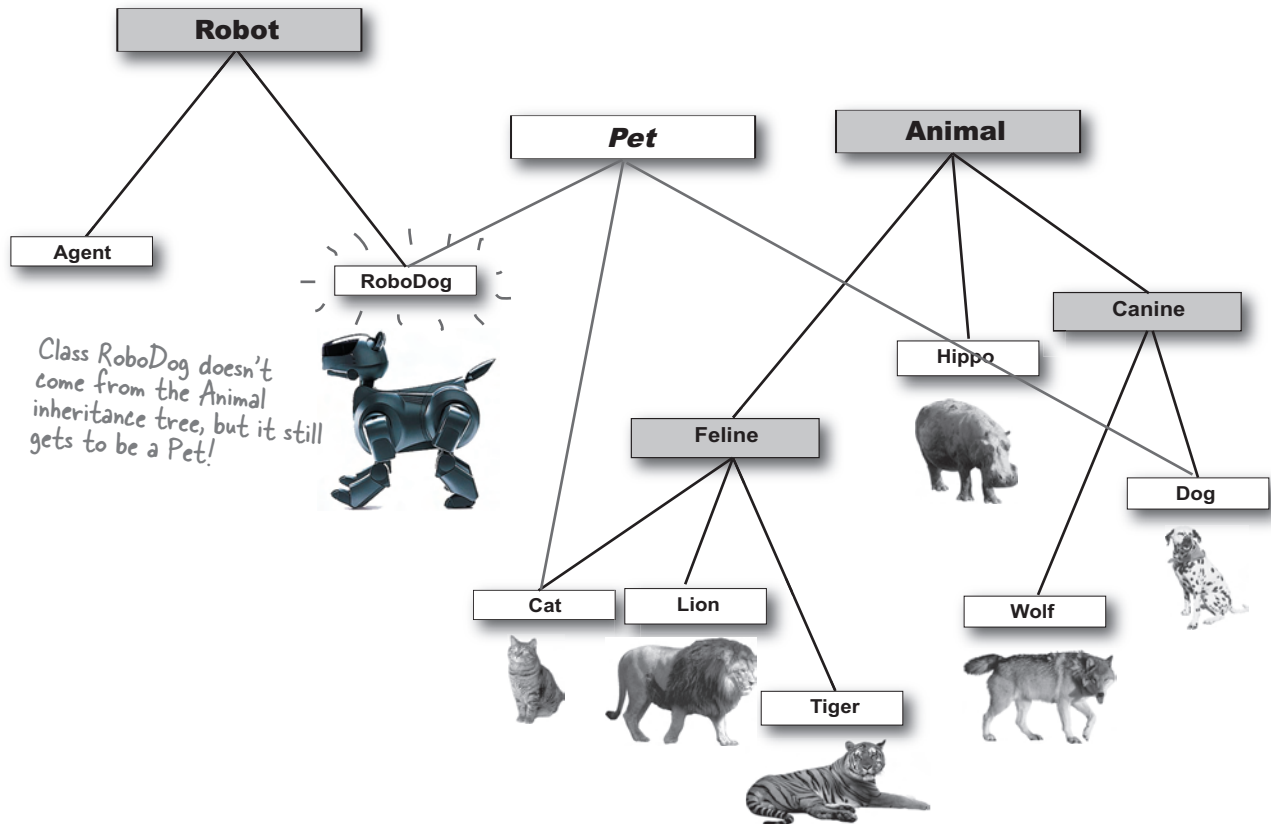 Robot
Pet
Animal
Agent
RoboDog
Canine
Hippo
Class RoboDog doesn't
come from the Animal
inheritance tree, but it still
gets to be a Pet!
Feline
Dog
Cat
Lion
Wolf
Tiger